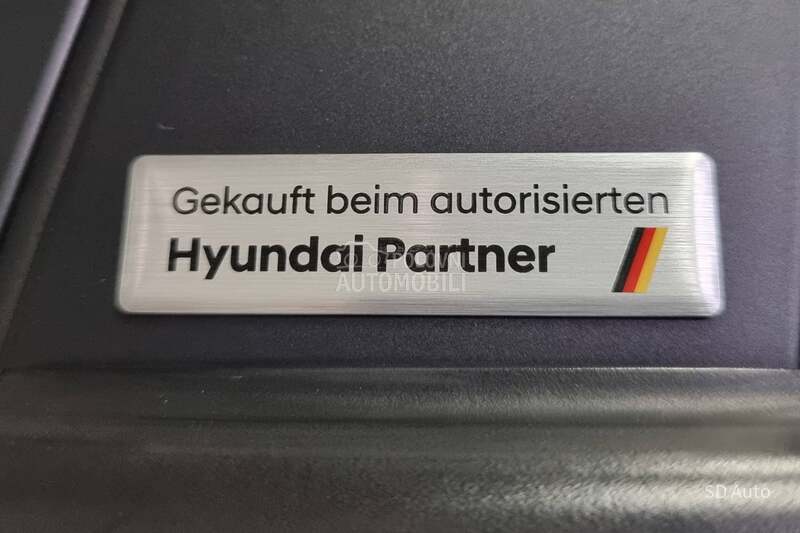 Gekauft beim autorisierten
Hyundai Partner
AUTOMOBILI
SD Auto